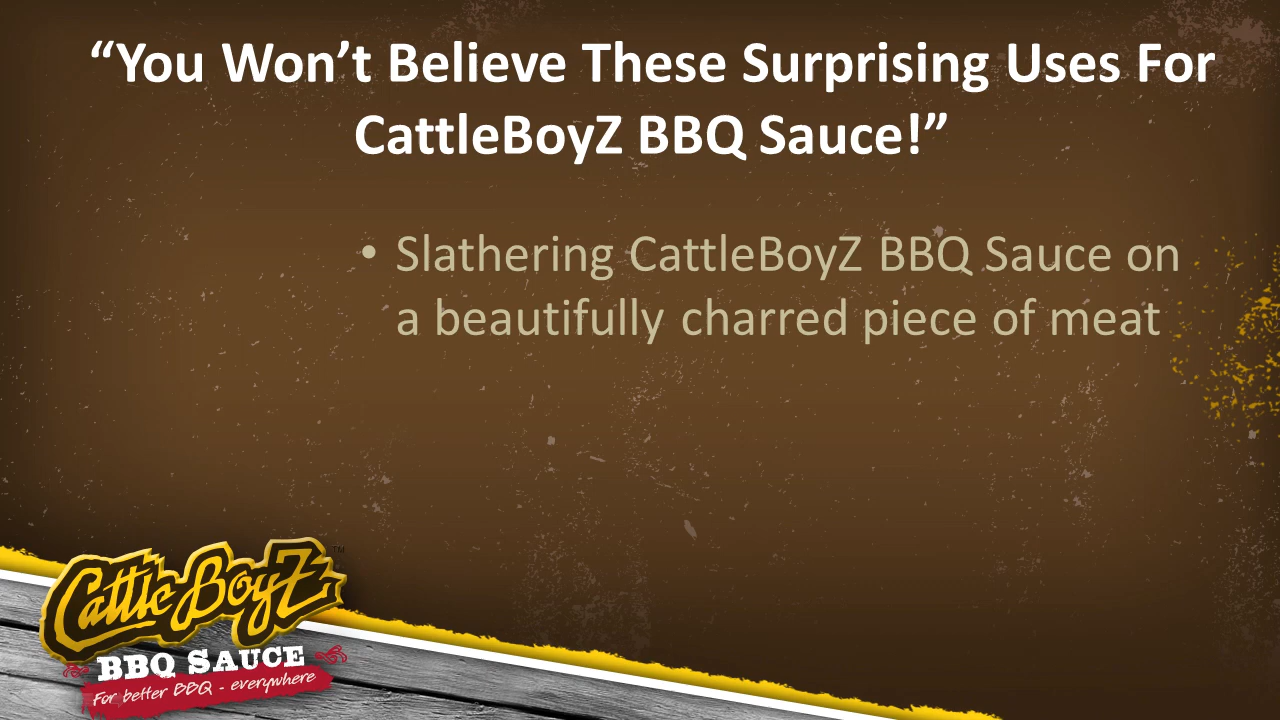 “You Won’t Believe These Surprising Uses For
CattleBoyZ BBQ Sauce!”
• Slathering CattleBoyZ BBQ Sauce on
a beautifully charred piece of meat
CattleBoyZ™
BBQ SAUCE
For better BBQ - everywhere